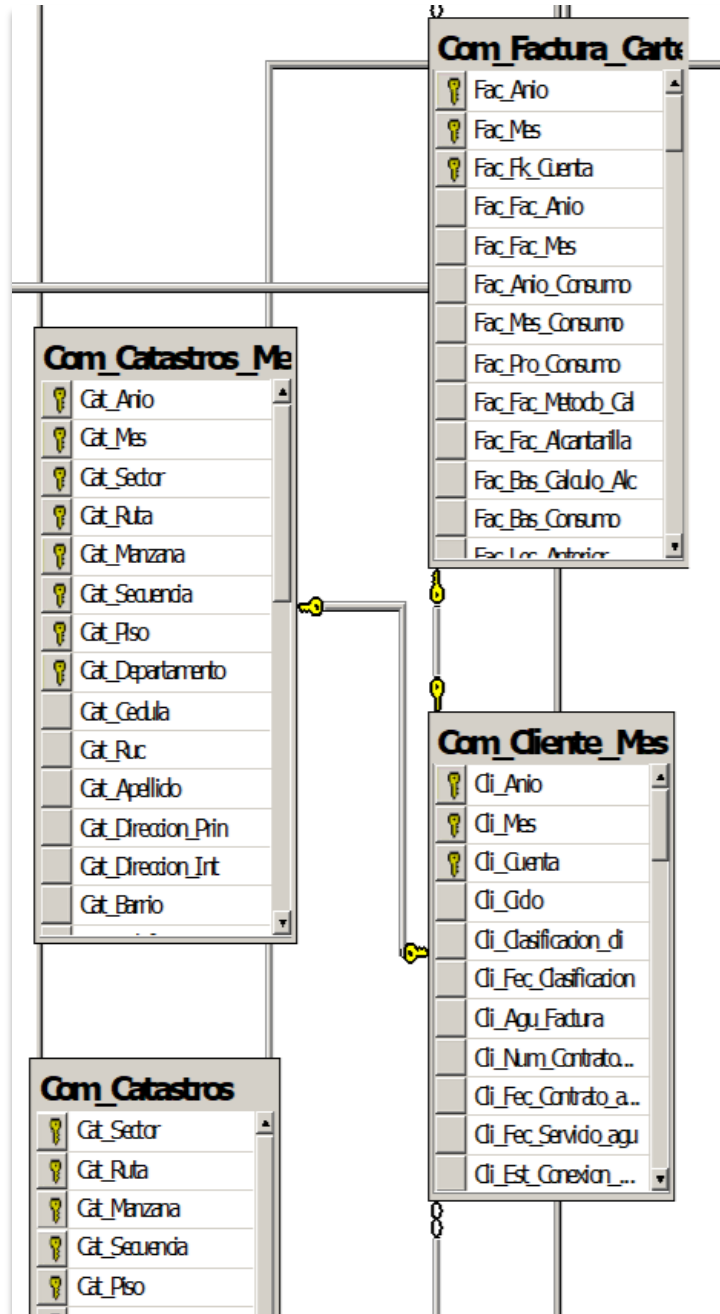 Com_Factura_Carte
Fac_Anio
Fac_Mes
Fac_Fk_Cuenta
Fac_Fac_Anio
Fac_Fac_Mes
Fac_Anio_Consumo
Fac_Mes_Consumo
Fac_Pro_Consumo
Fac_Fac_Metodo_Cal
Fac_Fac_Alcantarilla
Fac_Bas_Calculo_Alc
Fac_Bas_Consumo
Fac_Lec_Anterior
Com_Catastros_Me
Cat_Anio
Cat_Mes
Cat_Sector
Cat_Ruta
Cat_Manzana
Cat_Secuencia
Cat_Piso
Cat_Departamento
Cat_Cedula
Cat_Ruc
Cat_Apellido
Cat_Direccion_Prin
Cat_Direccion_Int
Cat_Barrio
Com_Cliente_Mes
Cli_Anio
Cli_Mes
Cli_Cuenta
Cli_Ciclo
Cli_Clasificacion_cli
Cli_Fec_Clasificacion
Cli_Agu_Factura
Cli_Num_Contrato...
Cli_Fec_Contrato_a...
Cli_Fec_Servicio_agu
Cli_Est_Conexion_...
Com_Catastros
Cat_Sector
Cat_Ruta
Cat_Manzana
Cat_Secuencia
Cat_Piso